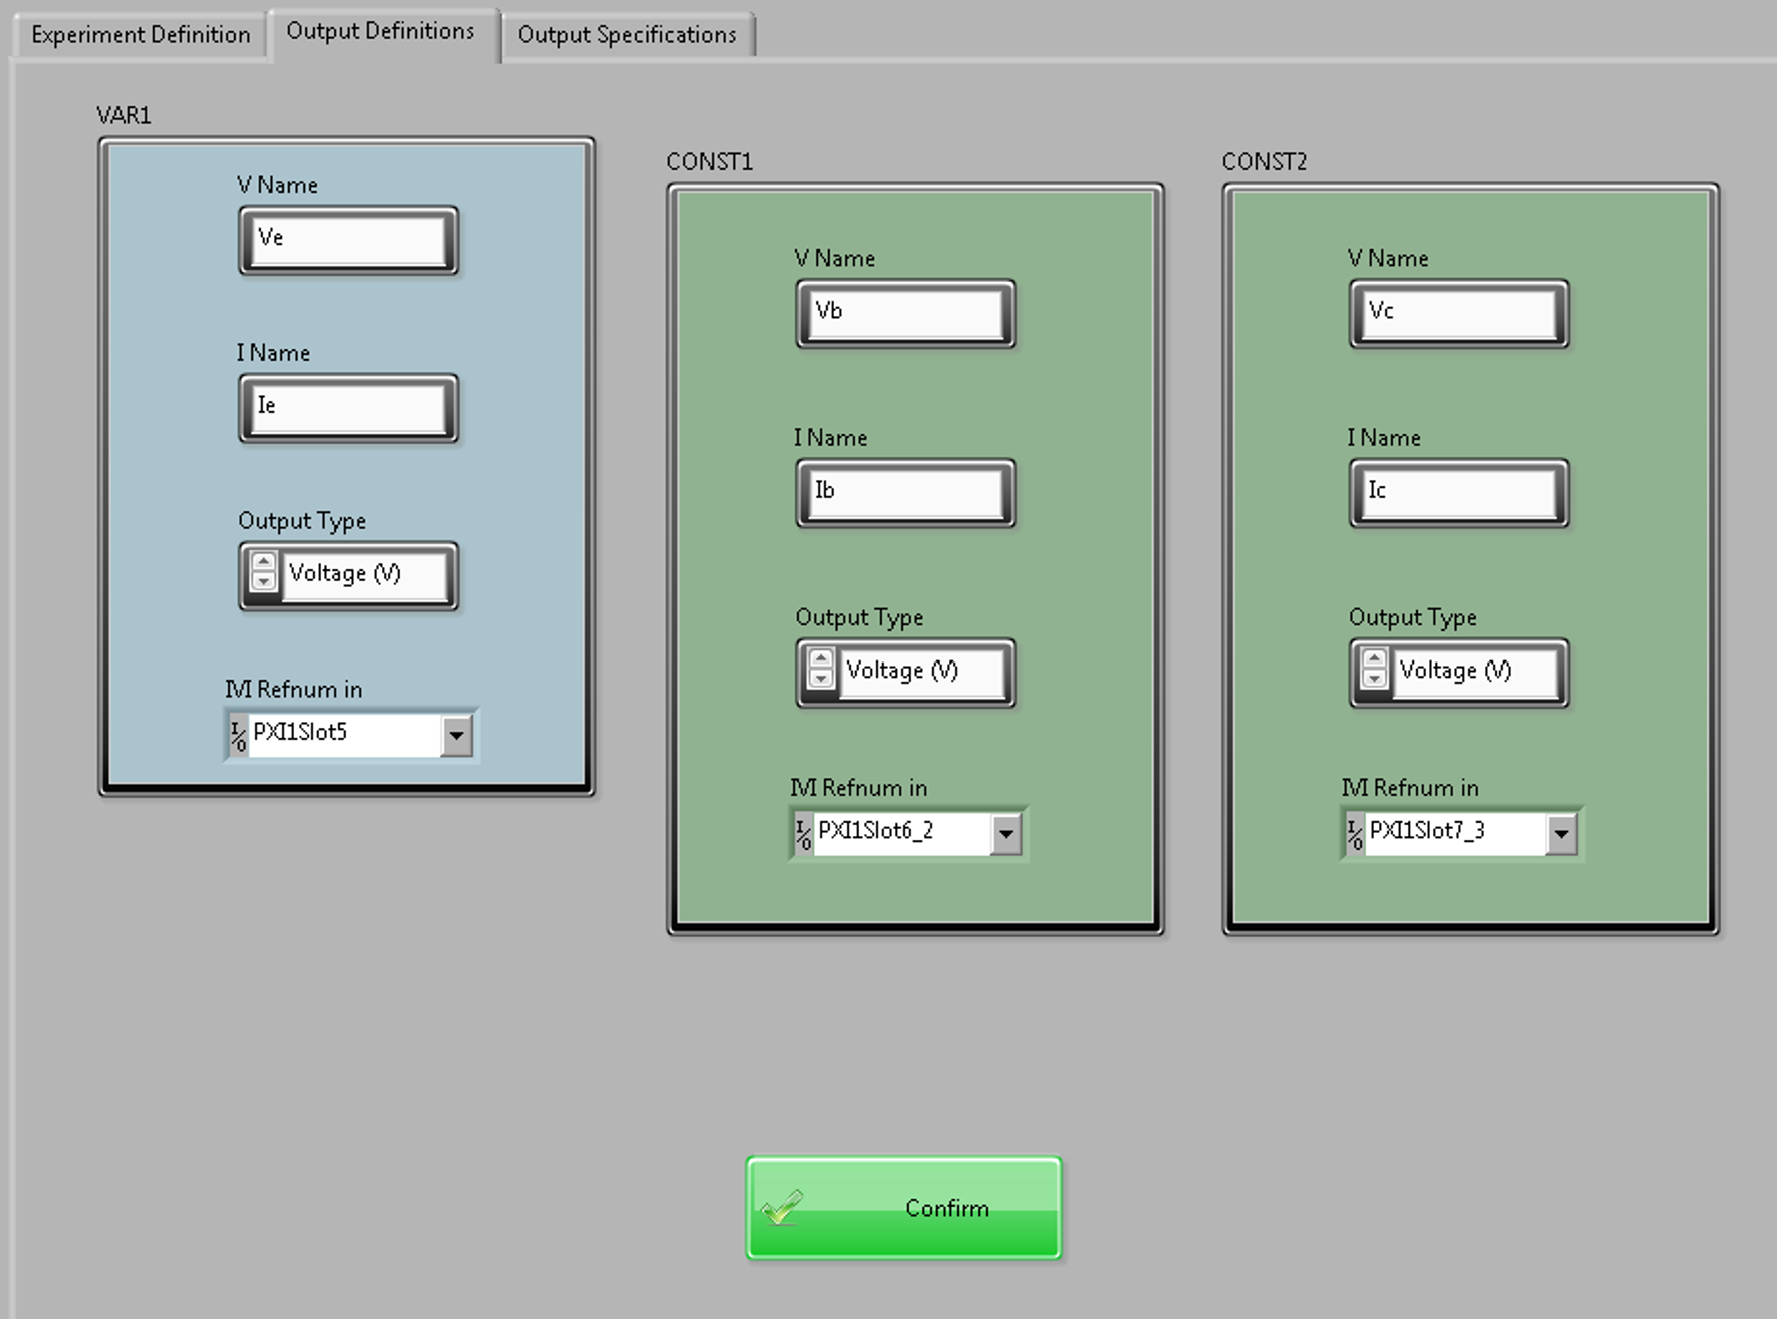 Experiment Definition
Output Definitions
Output Specifications
VAR1
V Name
Ve
I Name
Ie
Output Type
Voltage (V)
IVI Refnum in
I/O PXI1Slot5
CONST1
V Name
Vb
I Name
Ib
Output Type
Voltage (V)
IVI Refnum in
I/O PXI1Slot6_2
CONST2
V Name
Vc
I Name
Ic
Output Type
Voltage (V)
IVI Refnum in
I/O PXI1Slot7_3
Confirm